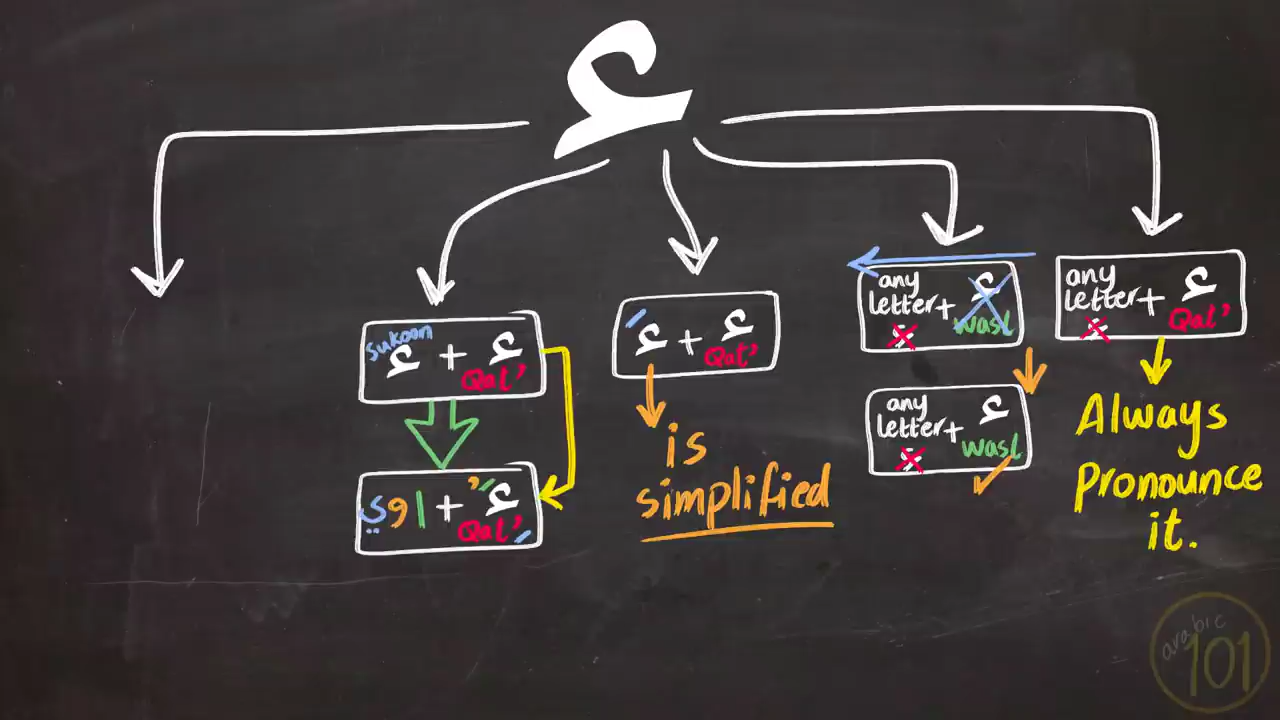 ء
any
letter+ ء
ء wasl
any
letter+ ء
ء Qat'
sukoon
ء + ء
Qat'
ءَ + ء
Qat'
any
letter+ ء
ء wasl
Always
Pronounce
it.
is
simplified
ا و ي + ء
Qat'
arabic
101